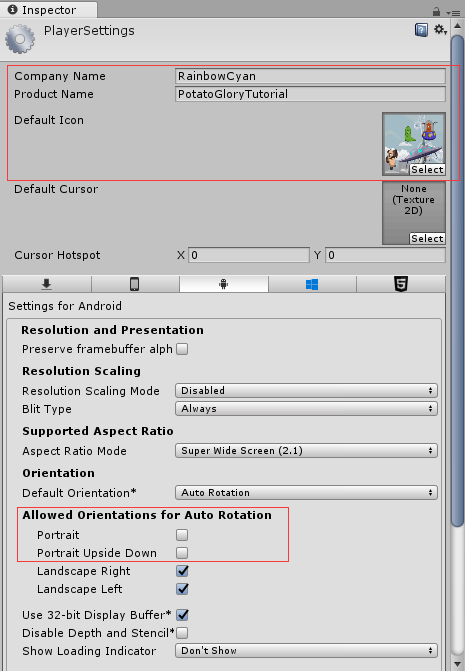 Inspector
PlayerSettings
Company Name RainbowCyan
Product Name PotatoGloryTutorial
Default Icon
Select
Default Cursor
None
(Texture
2D)
Select
Cursor Hotspot X 0 Y 0
Settings for Android
Resolution and Presentation
Preserve framebuffer alph
Resolution Scaling
Resolution Scaling Mode Disabled
Blit Type Always
Supported Aspect Ratio
Aspect Ratio Mode Super Wide Screen (2.1)
Orientation
Default Orientation* Auto Rotation
Allowed Orientations for Auto Rotation
Portrait
Portrait Upside Down
Landscape Right
Landscape Left
Use 32-bit Display Buffer*
Disable Depth and Stencil*
Show Loading Indicator Don't Show